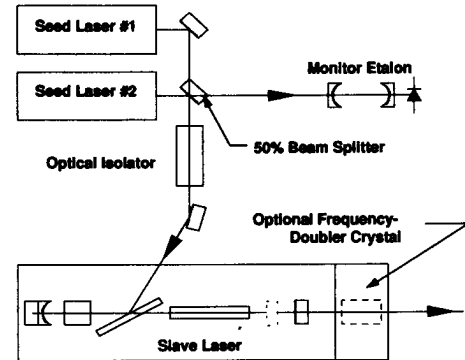 Seed Laser #1
Seed Laser #2
Monitor Etalon
50% Beam Splitter
Optical Isolator
Optional Frequency-
Doubler Crystal
Slave Laser